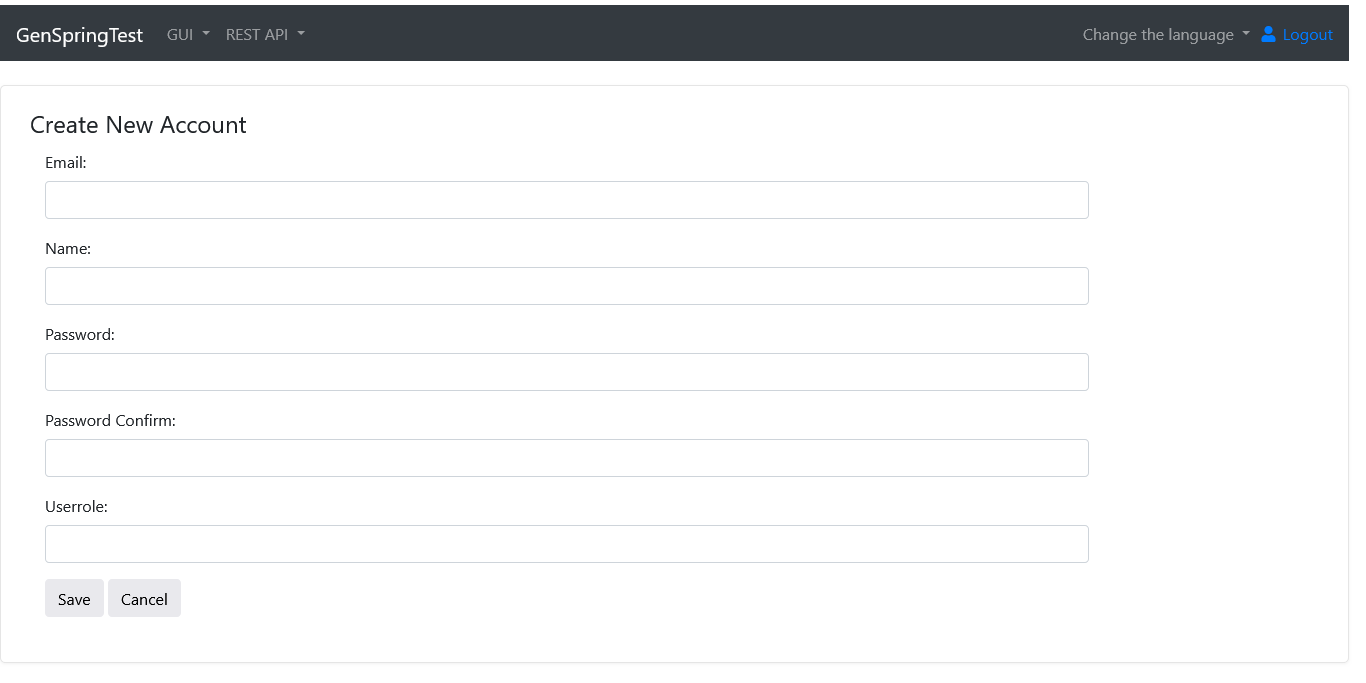 GenSpringTest GUI REST API Change the language Logout
Create New Account
Email:
Name:
Password:
Password Confirm:
Userrole:
Save Cancel